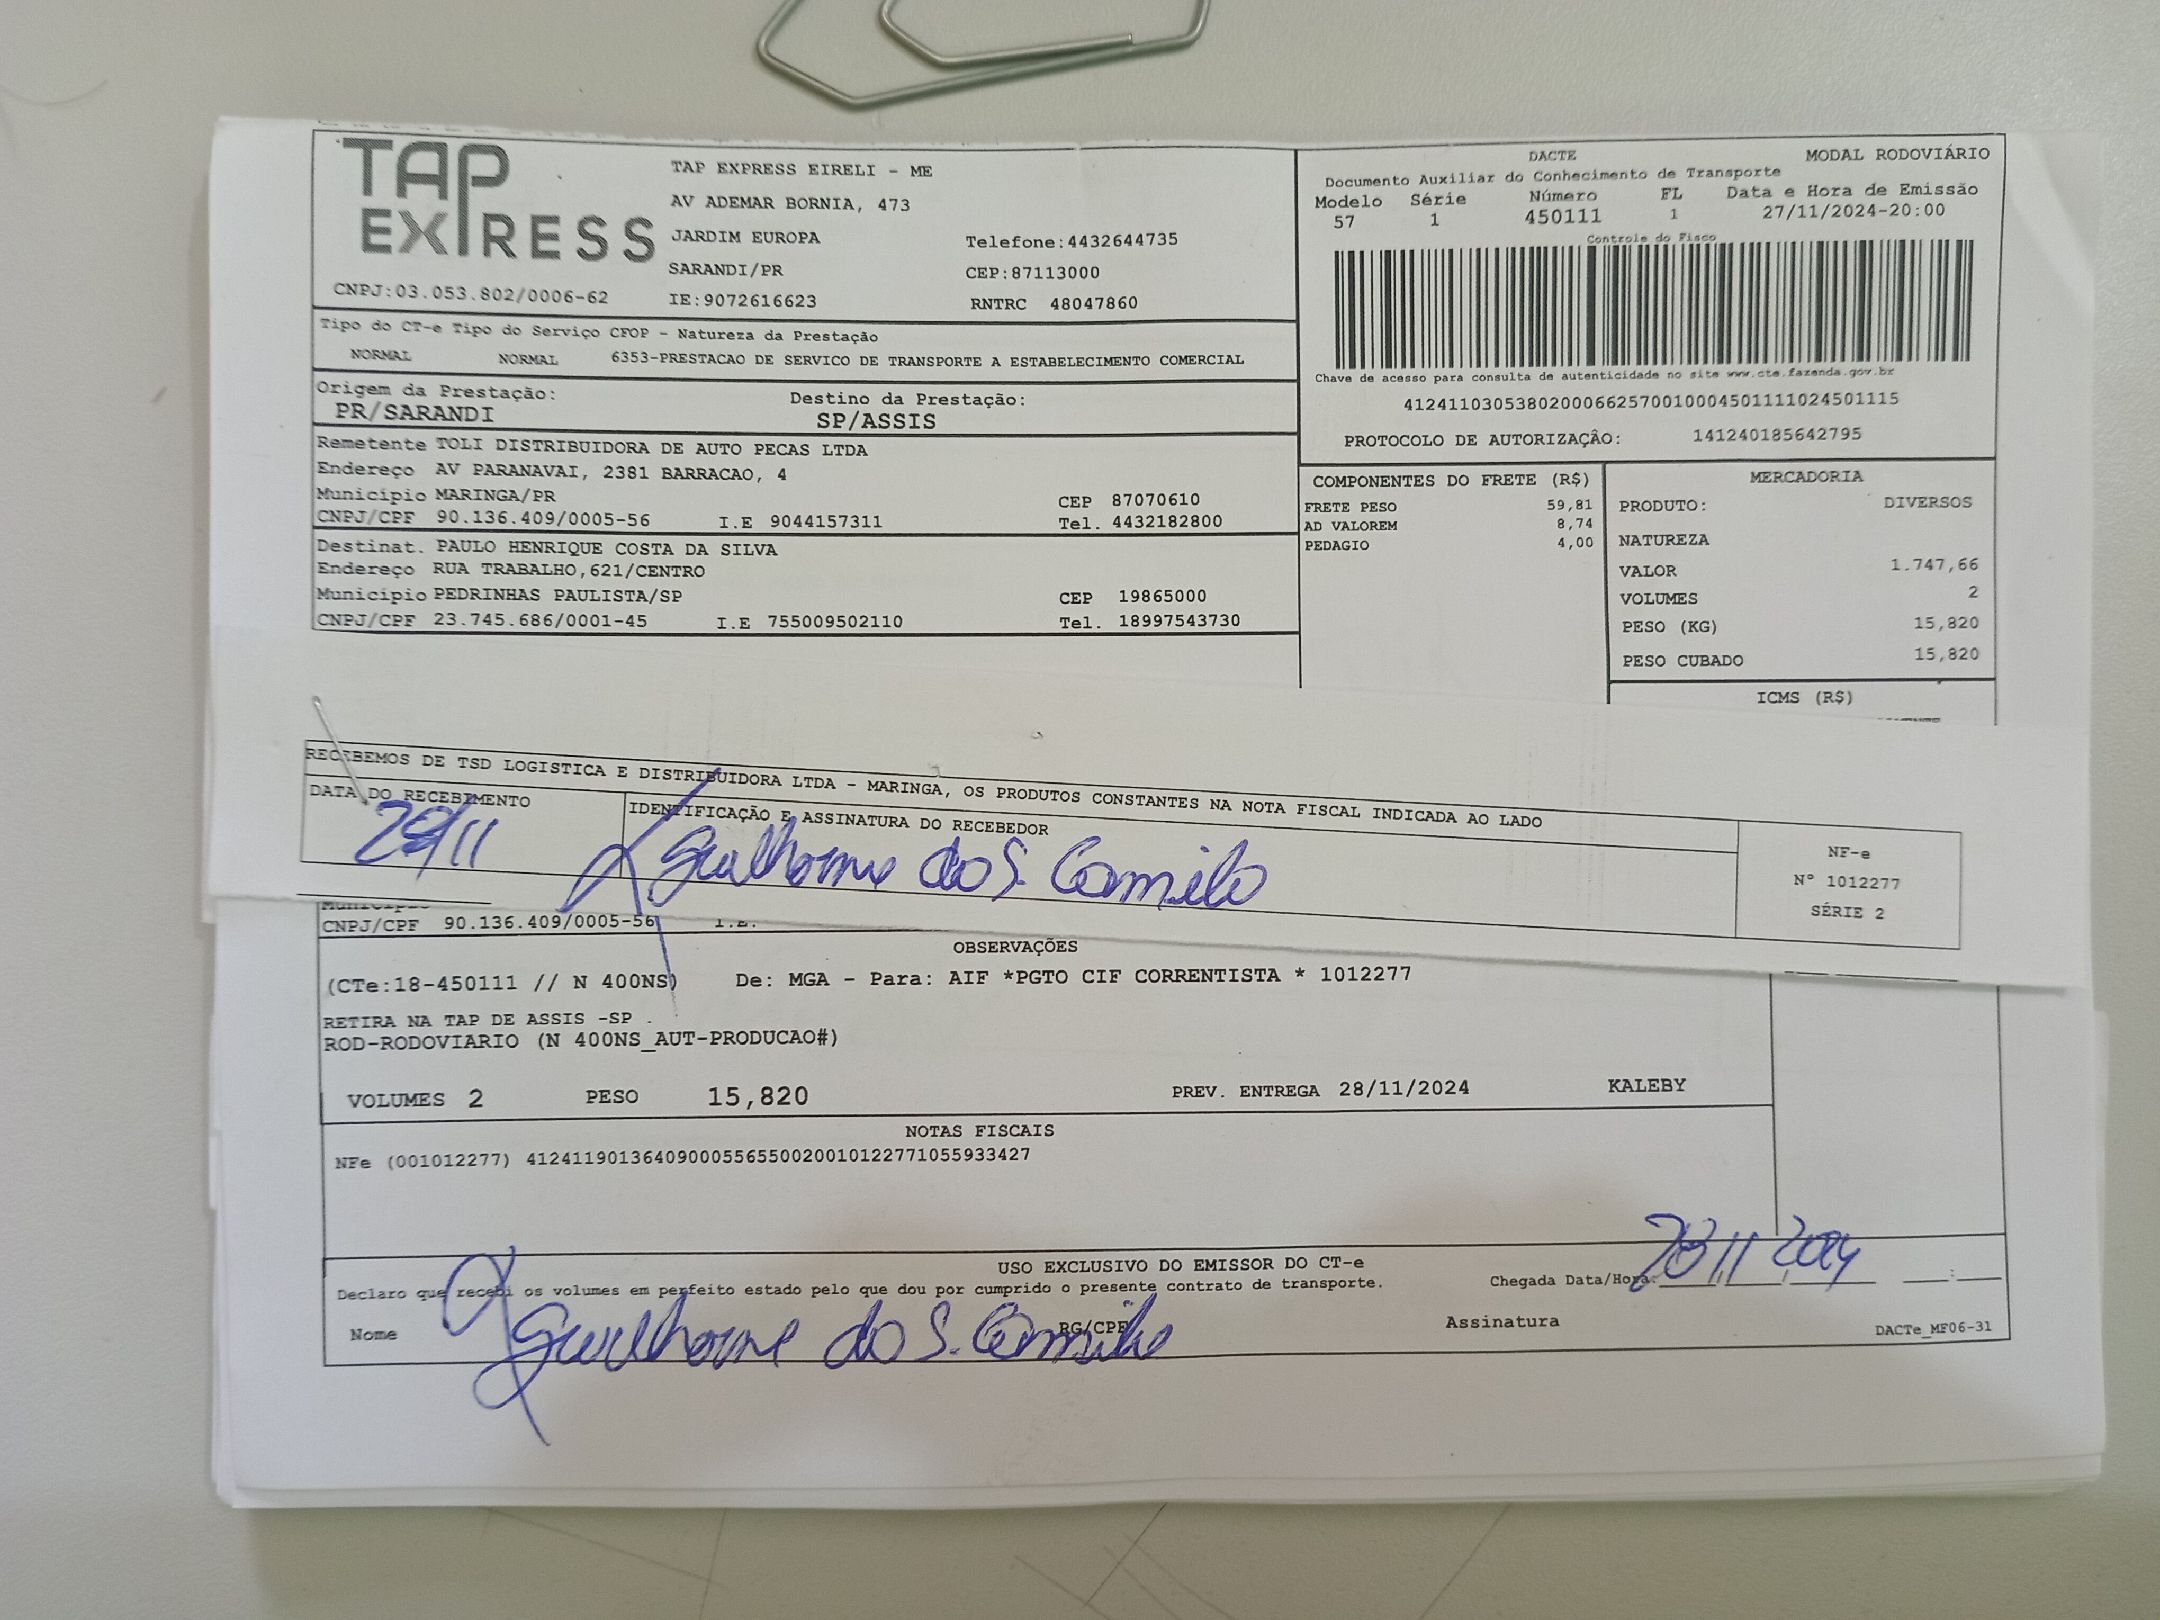 TAP EXPRESS
TAP EXPRESS EIRELI - ME
AV ADEMAR BORNIA, 473
JARDIM EUROPA Telefone:4432644735
SARANDI/PR CEP:87113000
CNPJ:03.053.802/0006-62 IE:9072616623 RNTRC 48047860
DACTE MODAL RODOVIÁRIO
Documento Auxiliar do Conhecimento de Transporte
Modelo Série Número FL Data e Hora de Emissão
57 1 450111 1 27/11/2024-20:00
Controle do Fisco
Chave de acesso para consulta de autenticidade no site www.cte.fazenda.gov.br
41241103053802000662570010004501111024501115
PROTOCOLO DE AUTORIZAÇÃO: 141240185642795
Tipo do CT-e Tipo do Serviço CFOP - Natureza da Prestação
NORMAL NORMAL 6353-PRESTACAO DE SERVICO DE TRANSPORTE A ESTABELECIMENTO COMERCIAL
Origem da Prestação: Destino da Prestação:
PR/SARANDI SP/ASSIS
Remetente TOLI DISTRIBUIDORA DE AUTO PECAS LTDA
Endereço AV PARANAVAI, 2381 BARRACAO, 4
Município MARINGA/PR CEP 87070610
CNPJ/CPF 90.136.409/0005-56 I.E 9044157311 Tel. 4432182800
Destinat. PAULO HENRIQUE COSTA DA SILVA
Endereço RUA TRABALHO,621/CENTRO
Município PEDRINHAS PAULISTA/SP CEP 19865000
CNPJ/CPF 23.745.686/0001-45 I.E 755009502110 Tel. 18997543730
COMPONENTES DO FRETE (R$)
FRETE PESO 59,81
AD VALOREM 8,74
PEDAGIO 4,00
MERCADORIA
PRODUTO: DIVERSOS
NATUREZA
VALOR 1.747,66
VOLUMES 2
PESO (KG) 15,820
PESO CUBADO 15,820
ICMS (R$)
RECEBEMOS DE TSD LOGISTICA E DISTRIBUIDORA LTDA - MARINGA, OS PRODUTOS CONSTANTES NA NOTA FISCAL INDICADA AO LADO
DATA DO RECEBIMENTO IDENTIFICAÇÃO E ASSINATURA DO RECEBEDOR
Guilherme do S. Camilo
NF-e
N° 1012277
SÉRIE 2
Município
CNPJ/CPF 90.136.409/0005-56 I.E.
OBSERVAÇÕES
(CTe:18-450111 // N 400NS) De: MGA - Para: AIF *PGTO CIF CORRENTISTA * 1012277
RETIRA NA TAP DE ASSIS -SP .
ROD-RODOVIARIO (N 400NS_AUT-PRODUCAO#)
VOLUMES 2 PESO 15,820 PREV. ENTREGA 28/11/2024 KALEBY
NOTAS FISCAIS
NFe (001012277) 41241190136409000556550020010122771055933427
USO EXCLUSIVO DO EMISSOR DO CT-e
Declaro que recebi os volumes em perfeito estado pelo que dou por cumprido o presente contrato de transporte. Chegada Data/Hora: 28/11/2024
Nome Guilherme do S. Camilo RG/CPF Assinatura DACTe_MF06-31